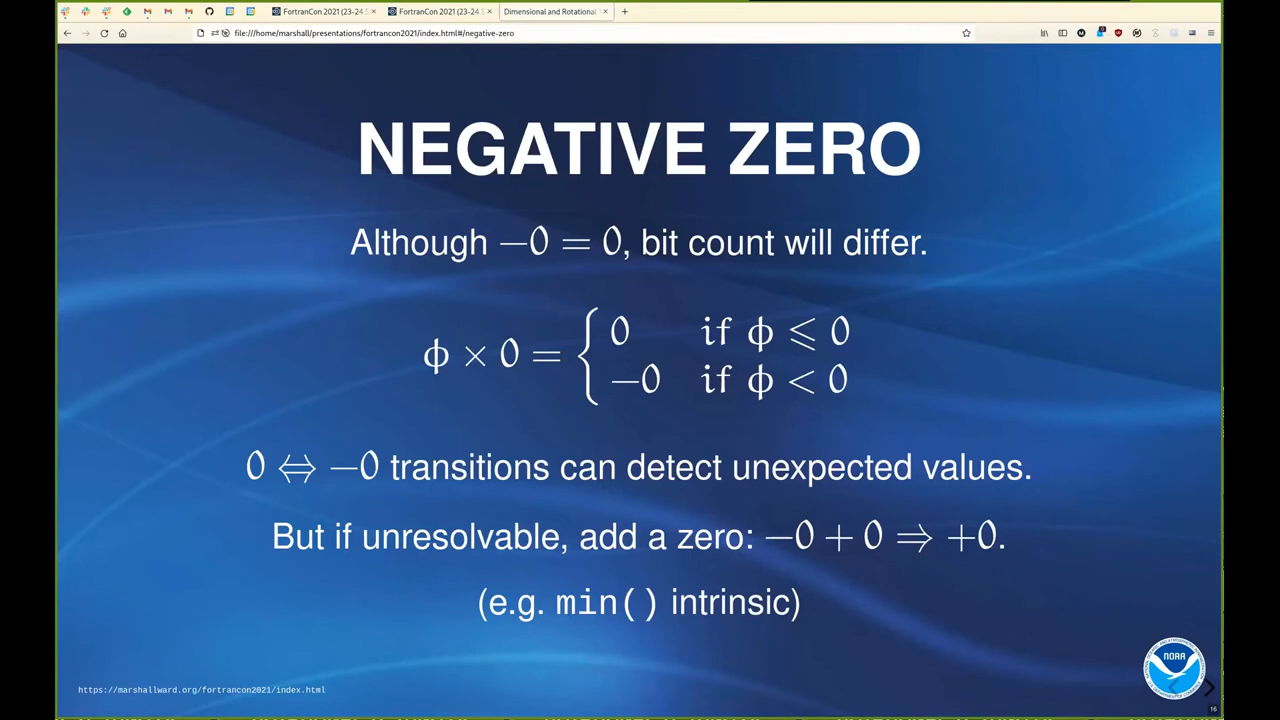 FortranCon 2021 (23-24 S
FortranCon 2021 (23-24 S
Dimensional and Rotational
file:///home/marshall/presentations/fortrancon2021/index.html#/negative-zero
NEGATIVE ZERO
Although −0 = 0, bit count will differ.
ϕ × 0 = { 0 if ϕ ⩽ 0
−0 if ϕ < 0
0 ⇔ −0 transitions can detect unexpected values.
But if unresolvable, add a zero: −0 + 0 ⇒ +0.
(e.g. min() intrinsic)
NOAA
https://marshallward.org/fortrancon2021/index.html
16